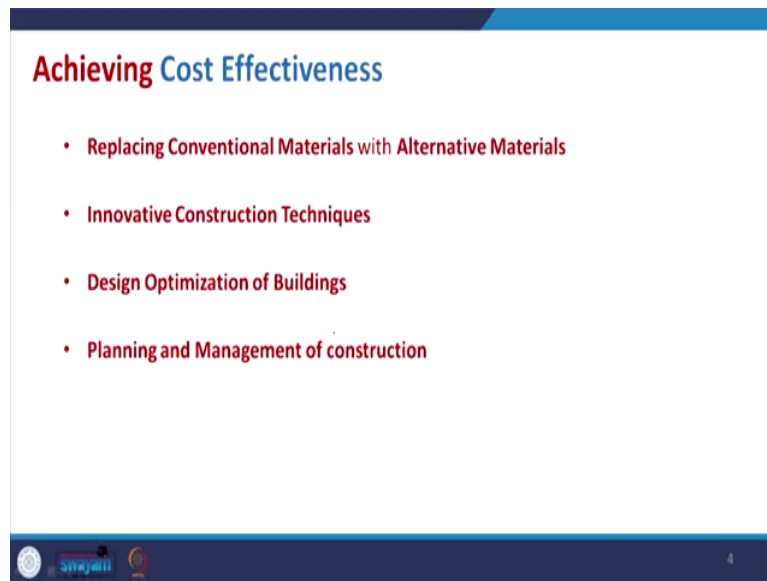 Achieving Cost Effectiveness
• Replacing Conventional Materials with Alternative Materials
• Innovative Construction Techniques
• Design Optimization of Buildings
• Planning and Management of construction
swayam
4